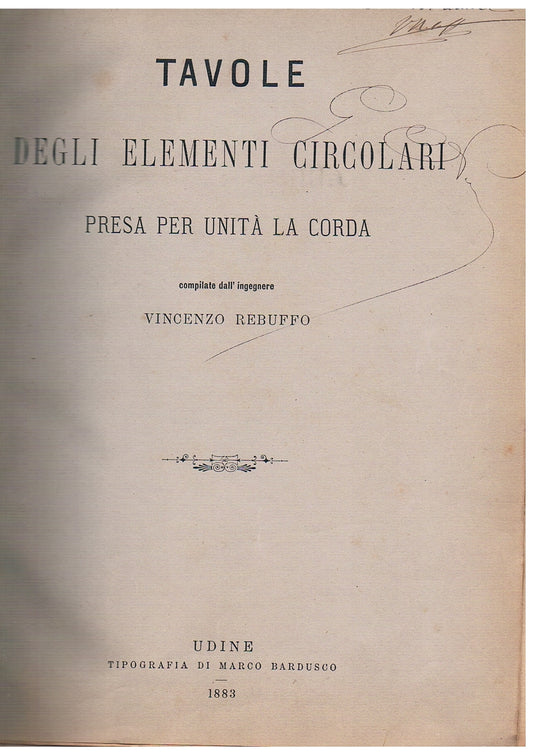 TAVOLE
DEGLI ELEMENTI CIRCOLARI
PRESA PER UNITÀ LA CORDA
compilate dall' ingegnere
VINCENZO REBUFFO
UDINE
TIPOGRAFIA DI MARCO BARDUSCO
1883